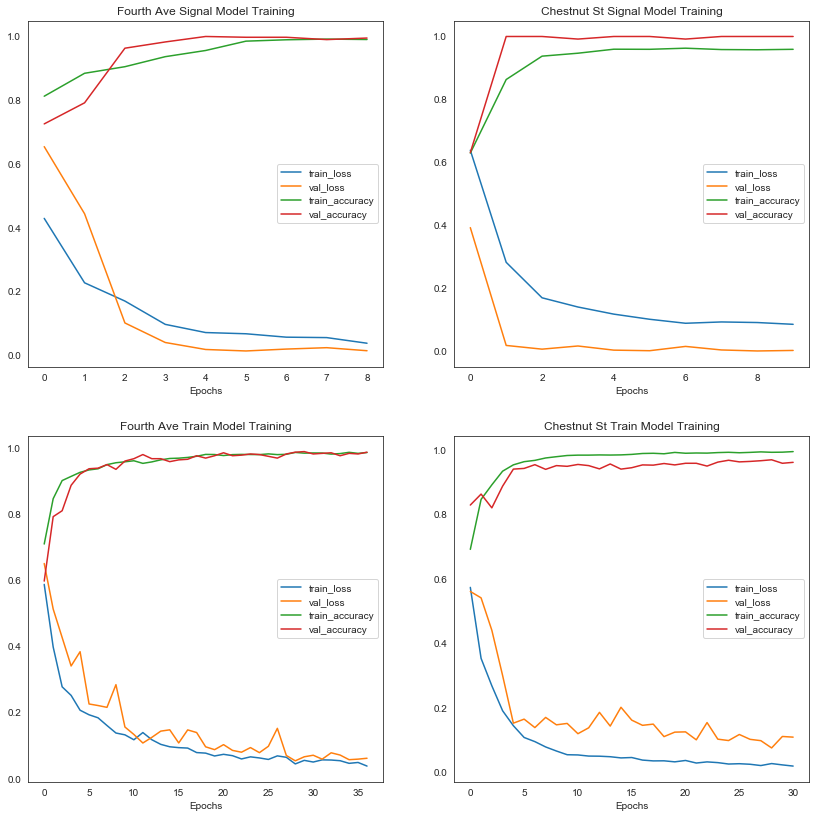 Fourth Ave Signal Model Training
1.0
0.8
0.6
0.4
0.2
0.0
train_loss
val_loss
train_accuracy
val_accuracy
0 1 2 3 4 5 6 7 8
Epochs
Chestnut St Signal Model Training
1.0
0.8
0.6
0.4
0.2
0.0
train_loss
val_loss
train_accuracy
val_accuracy
0 2 4 6 8
Epochs
Fourth Ave Train Model Training
1.0
0.8
0.6
0.4
0.2
0.0
train_loss
val_loss
train_accuracy
val_accuracy
0 5 10 15 20 25 30 35
Epochs
Chestnut St Train Model Training
1.0
0.8
0.6
0.4
0.2
0.0
train_loss
val_loss
train_accuracy
val_accuracy
0 5 10 15 20 25 30
Epochs